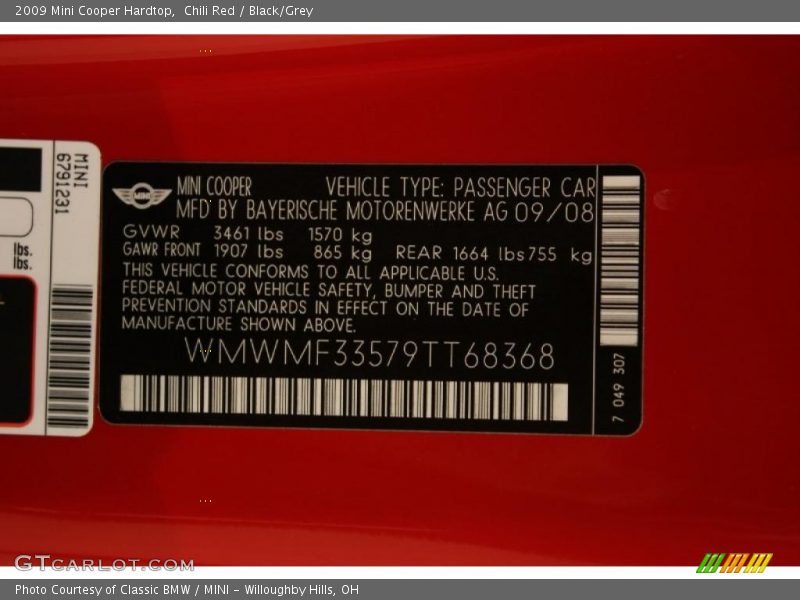 2009 Mini Cooper Hardtop,  Chili Red / Black/Grey
MINI
6791231
lbs.
lbs.
MINI
MINI COOPER VEHICLE TYPE: PASSENGER CAR
MFD BY BAYERISCHE MOTORENWERKE AG 09/08
GVWR 3461 lbs 1570 kg
GAWR FRONT 1907 lbs 865 kg REAR 1664 lbs 755 kg
THIS VEHICLE CONFORMS TO ALL APPLICABLE U.S.
FEDERAL MOTOR VEHICLE SAFETY, BUMPER AND THEFT
PREVENTION STANDARDS IN EFFECT ON THE DATE OF
MANUFACTURE SHOWN ABOVE.
WMWMF33579TT68368
7 049 307
GTCARLOT.COM
Photo Courtesy of Classic BMW / MINI - Willoughby Hills, OH